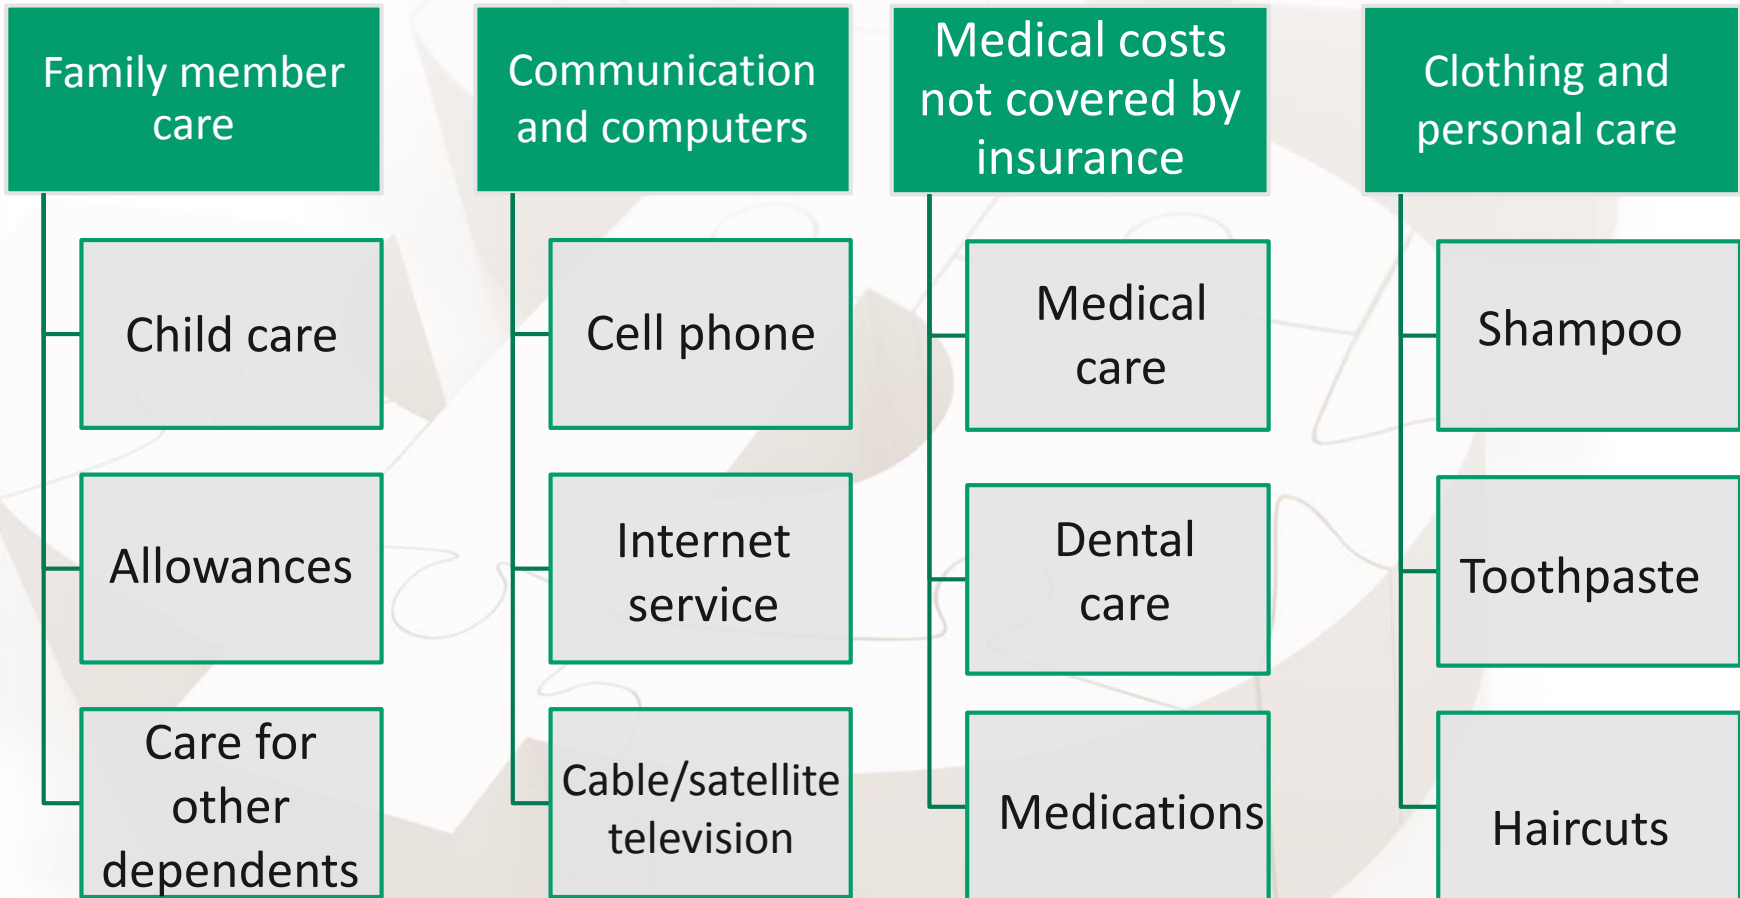 Family member
care
Child care
Allowances
Care for
other
dependents
Communication
and computers
Cell phone
Internet
service
Cable/satellite
television
Medical costs
not covered by
insurance
Medical
care
Dental
care
Medications
Clothing and
personal care
Shampoo
Toothpaste
Haircuts